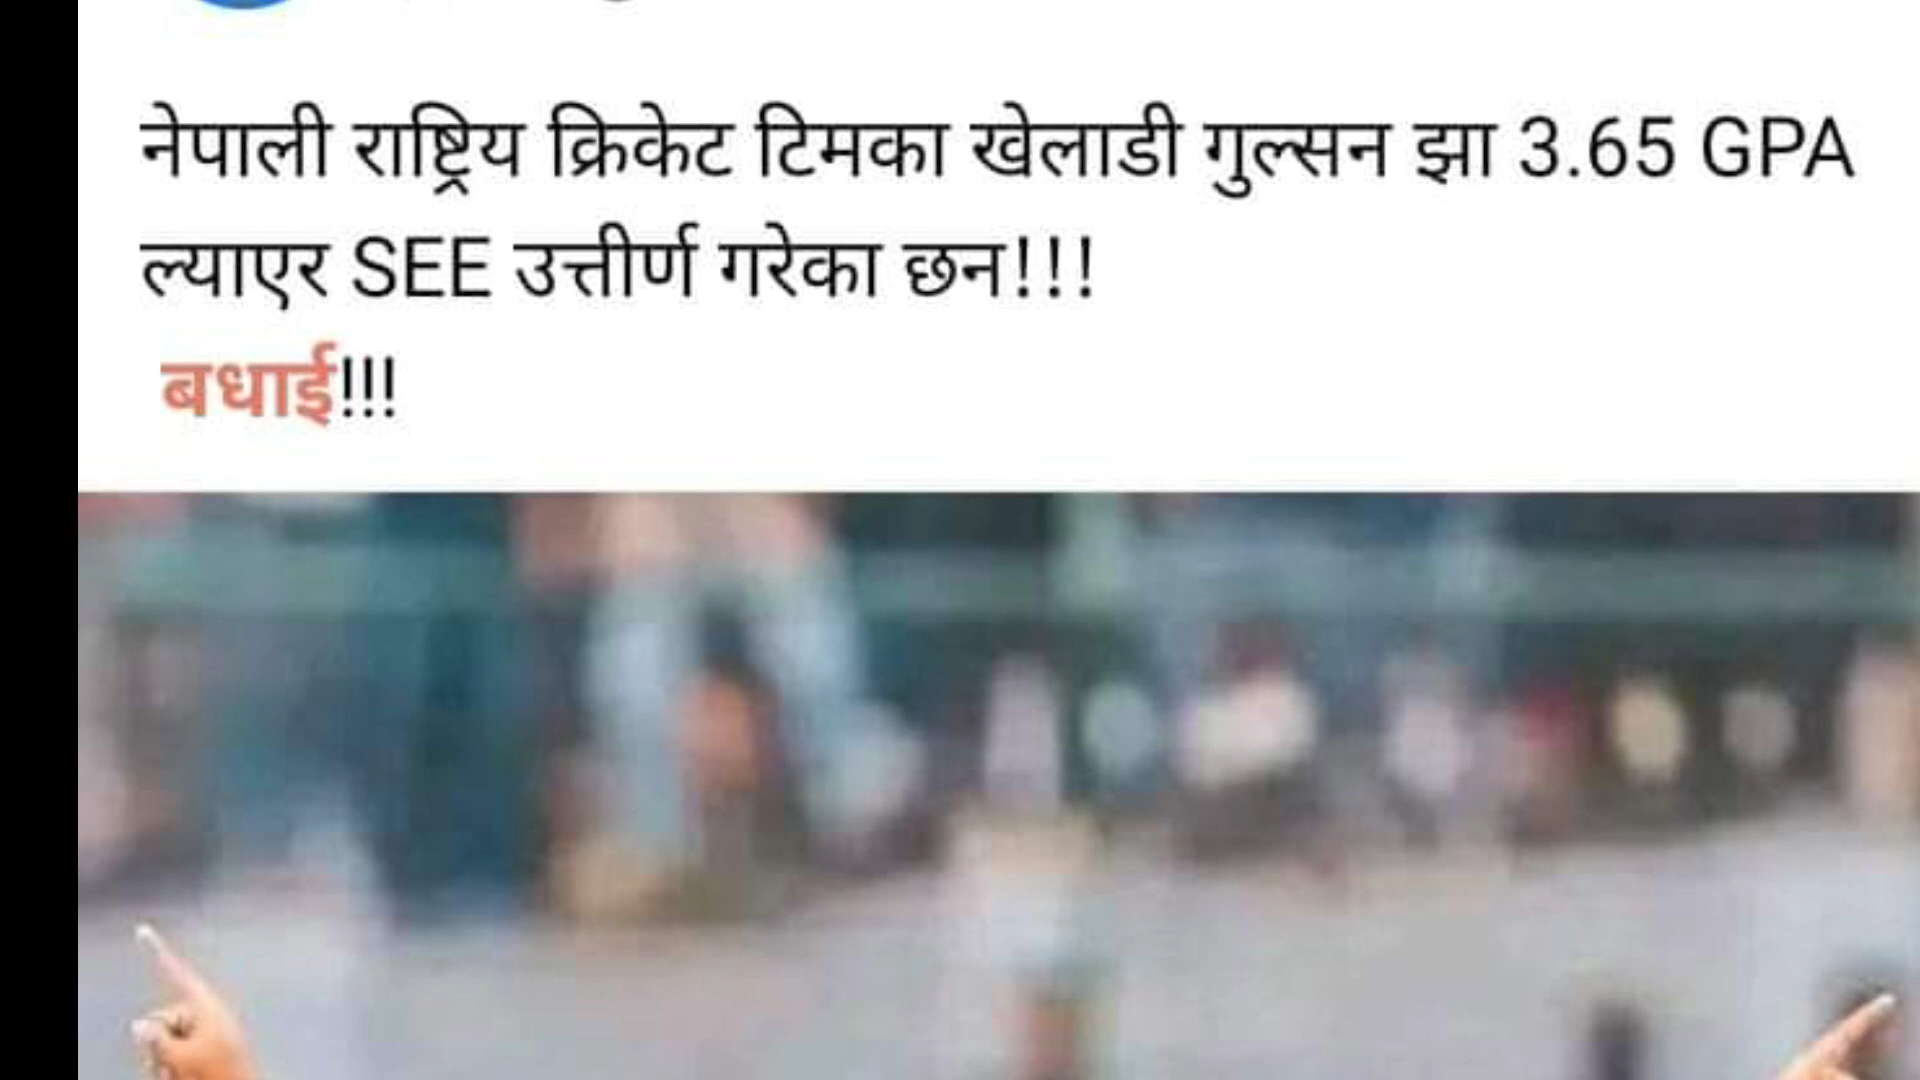 नेपाली राष्ट्रिय क्रिकेट टिमका खेलाडी गुल्सन झा 3.65 GPA
ल्याएर SEE उत्तीर्ण गरेका छन!!!
बधाई!!!